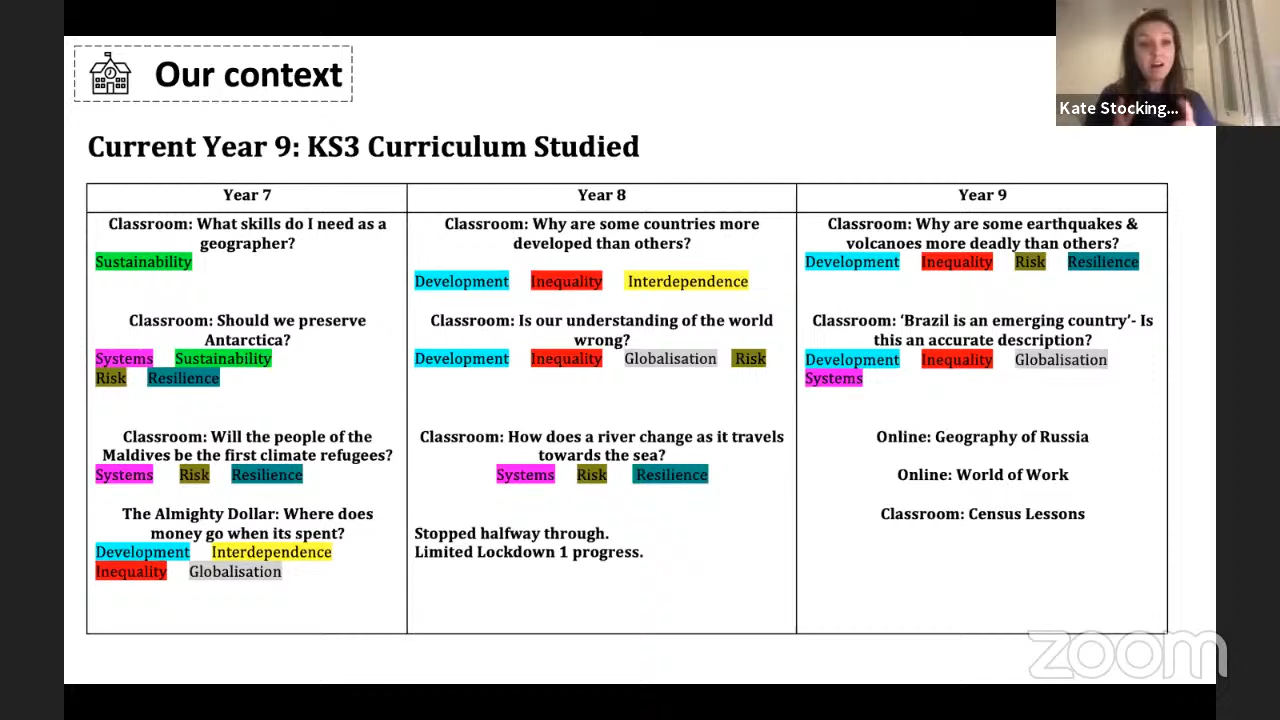 Our context
Kate Stocking...
Current Year 9: KS3 Curriculum Studied
Year 7
Classroom: What skills do I need as a
geographer?
Sustainability
Classroom: Should we preserve
Antarctica?
Systems Sustainability
Risk Resilience
Classroom: Will the people of the
Maldives be the first climate refugees?
Systems Risk Resilience
The Almighty Dollar: Where does
money go when its spent?
Development Interdependence
Inequality Globalisation
Year 8
Classroom: Why are some countries more
developed than others?
Development Inequality Interdependence
Classroom: Is our understanding of the world
wrong?
Development Inequality Globalisation Risk
Classroom: How does a river change as it travels
towards the sea?
Systems Risk Resilience
Stopped halfway through.
Limited Lockdown 1 progress.
Year 9
Classroom: Why are some earthquakes &
volcanoes more deadly than others?
Development Inequality Risk Resilience
Classroom: ‘Brazil is an emerging country’- Is
this an accurate description?
Development Inequality Globalisation
Systems
Online: Geography of Russia
Online: World of Work
Classroom: Census Lessons
zoom